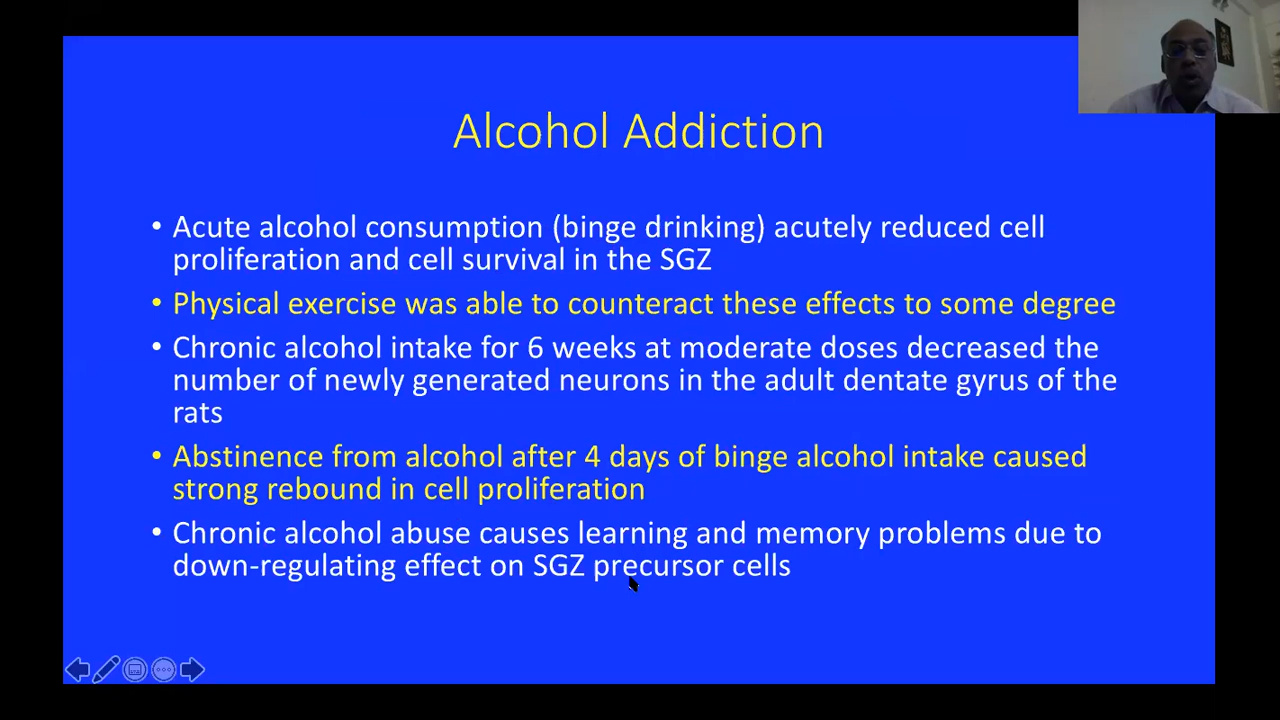 Alcohol Addiction
• Acute alcohol consumption (binge drinking) acutely reduced cell
proliferation and cell survival in the SGZ
• Physical exercise was able to counteract these effects to some degree
• Chronic alcohol intake for 6 weeks at moderate doses decreased the
number of newly generated neurons in the adult dentate gyrus of the
rats
• Abstinence from alcohol after 4 days of binge alcohol intake caused
strong rebound in cell proliferation
• Chronic alcohol abuse causes learning and memory problems due to
down-regulating effect on SGZ precursor cells